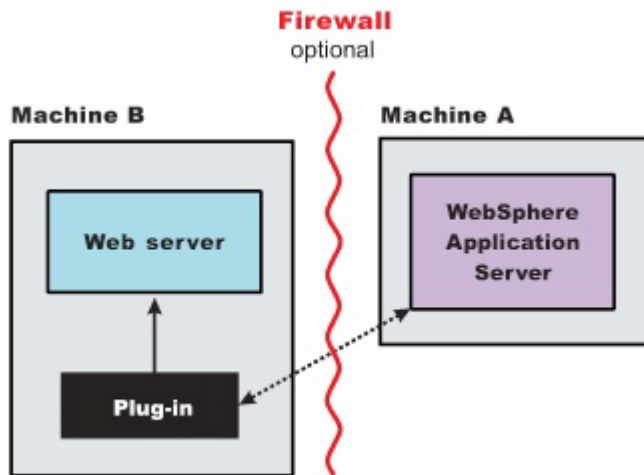 Firewall
optional
Machine B
Machine A
Web server
WebSphere
Application
Server
Plug-in